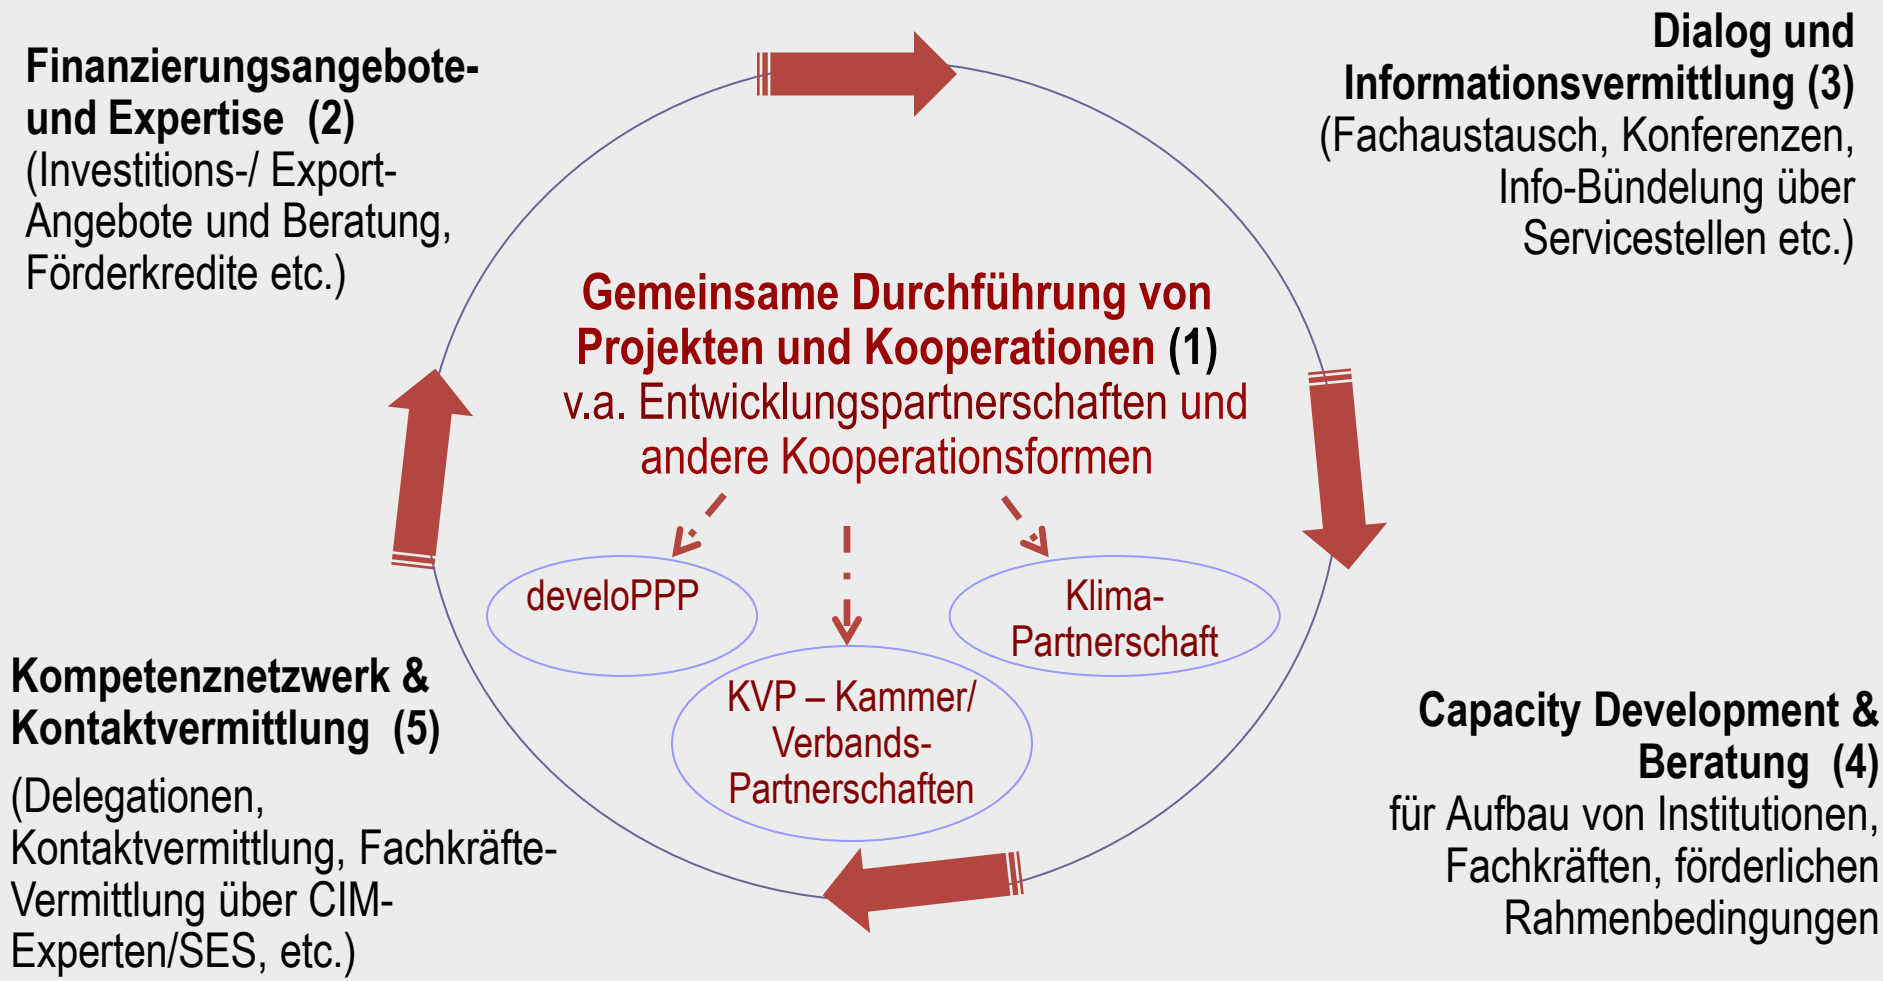 Finanzierungsangebote-
und Expertise (2)
(Investitions-/ Export-
Angebote und Beratung,
Förderkredite etc.)
Dialog und
Informationsvermittlung (3)
(Fachaustausch, Konferenzen,
Info-Bündelung über
Servicestellen etc.)
Gemeinsame Durchführung von
Projekten und Kooperationen (1)
v.a. Entwicklungspartnerschaften und
andere Kooperationsformen
develoPPP
KVP – Kammer/
Verbands-
Partnerschaften
Klima-
Partnerschaft
Kompetenznetzwerk &
Kontaktvermittlung (5)
(Delegationen,
Kontaktvermittlung, Fachkräfte-
Vermittlung über CIM-
Experten/SES, etc.)
Capacity Development &
Beratung (4)
für Aufbau von Institutionen,
Fachkräften, förderlichen
Rahmenbedingungen